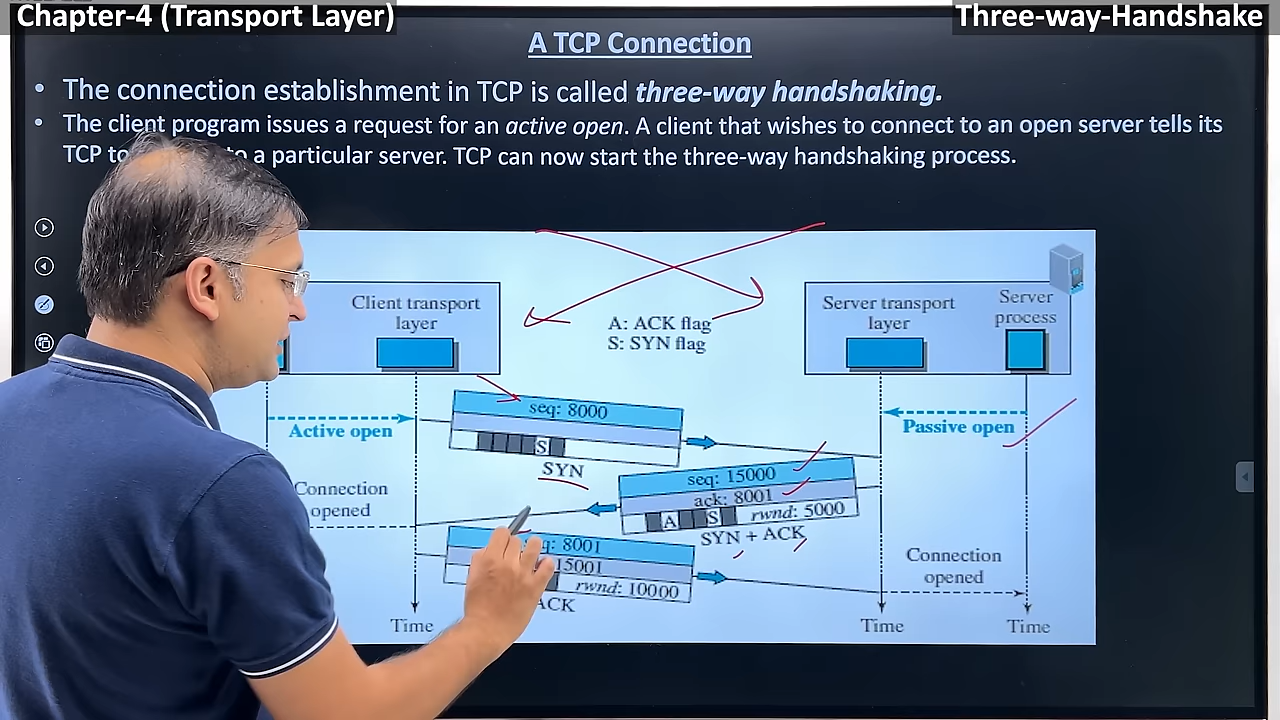 Chapter-4 (Transport Layer)
Three-way-Handshake
A TCP Connection
• The connection establishment in TCP is called three-way handshaking.
• The client program issues a request for an active open. A client that wishes to connect to an open server tells its
TCP to a particular server. TCP can now start the three-way handshaking process.
Client transport
layer
A: ACK flag
S: SYN flag
Server transport
layer
Server
process
Active open
seq: 8000
S
SYN
Passive open
seq: 15000
ack: 8001
A S rwnd: 5000
SYN + ACK
Connection
opened
: 8001
15001
rwnd: 10000
ACK
Connection
opened
Time
Time
Time